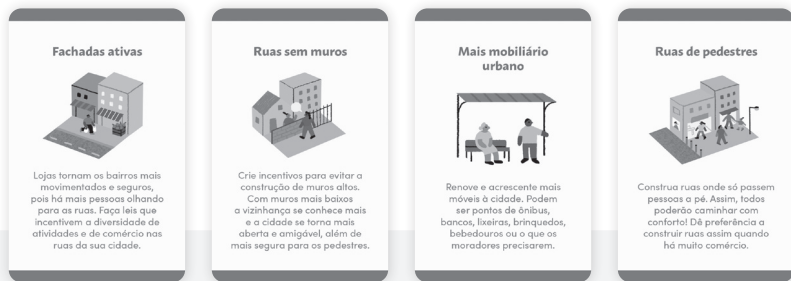 Fachadas ativas
Lojas tornam os bairros mais
movimentados e seguros,
pois há mais pessoas olhando
para as ruas. Faça leis que
incentivem a diversidade de
atividades e de comércio nas
ruas da sua cidade.
Ruas sem muros
Crie incentivos para evitar a
construção de muros altos.
Com muros mais baixos
a vizinhança se conhece mais
e a cidade se torna mais
aberta e amigável, além de
mais segura para os pedestres.
Mais mobiliário
urbano
Renove e acrescente mais
móveis à cidade. Podem
ser pontos de ônibus,
bancos, lixeiras, brinquedos,
bebedouros ou o que os
moradores precisarem.
Ruas de pedestres
Construa ruas onde só passem
pessoas a pé. Assim, todos
poderão caminhar com
conforto! Dê preferência a
construir ruas assim quando
há muito comércio.